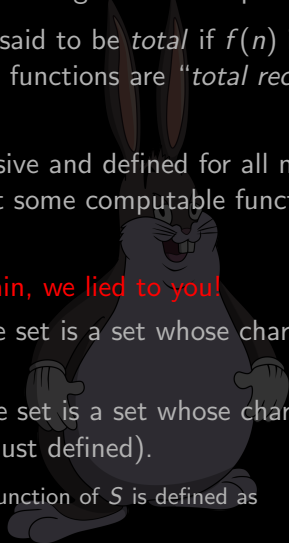 said to be total if f(n)
functions are “total rec
sive and defined for all n
t some computable funct
in, we lied to you!
e set is a set whose char
e set is a set whose char
ust defined).
unction of S is defined as